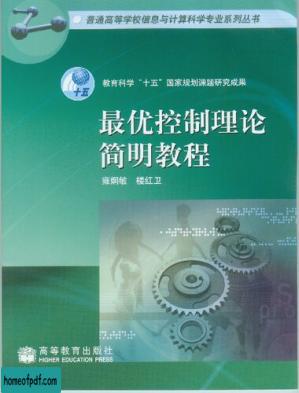 普通高等学校信息与计算科学专业系列丛书
十五
教育科学“十五”国家规划课题研究成果
最优控制理论
简明教程
雍炯敏 楼红卫
高等教育出版社
HIGHER EDUCATION PRESS
homeofpdf.com